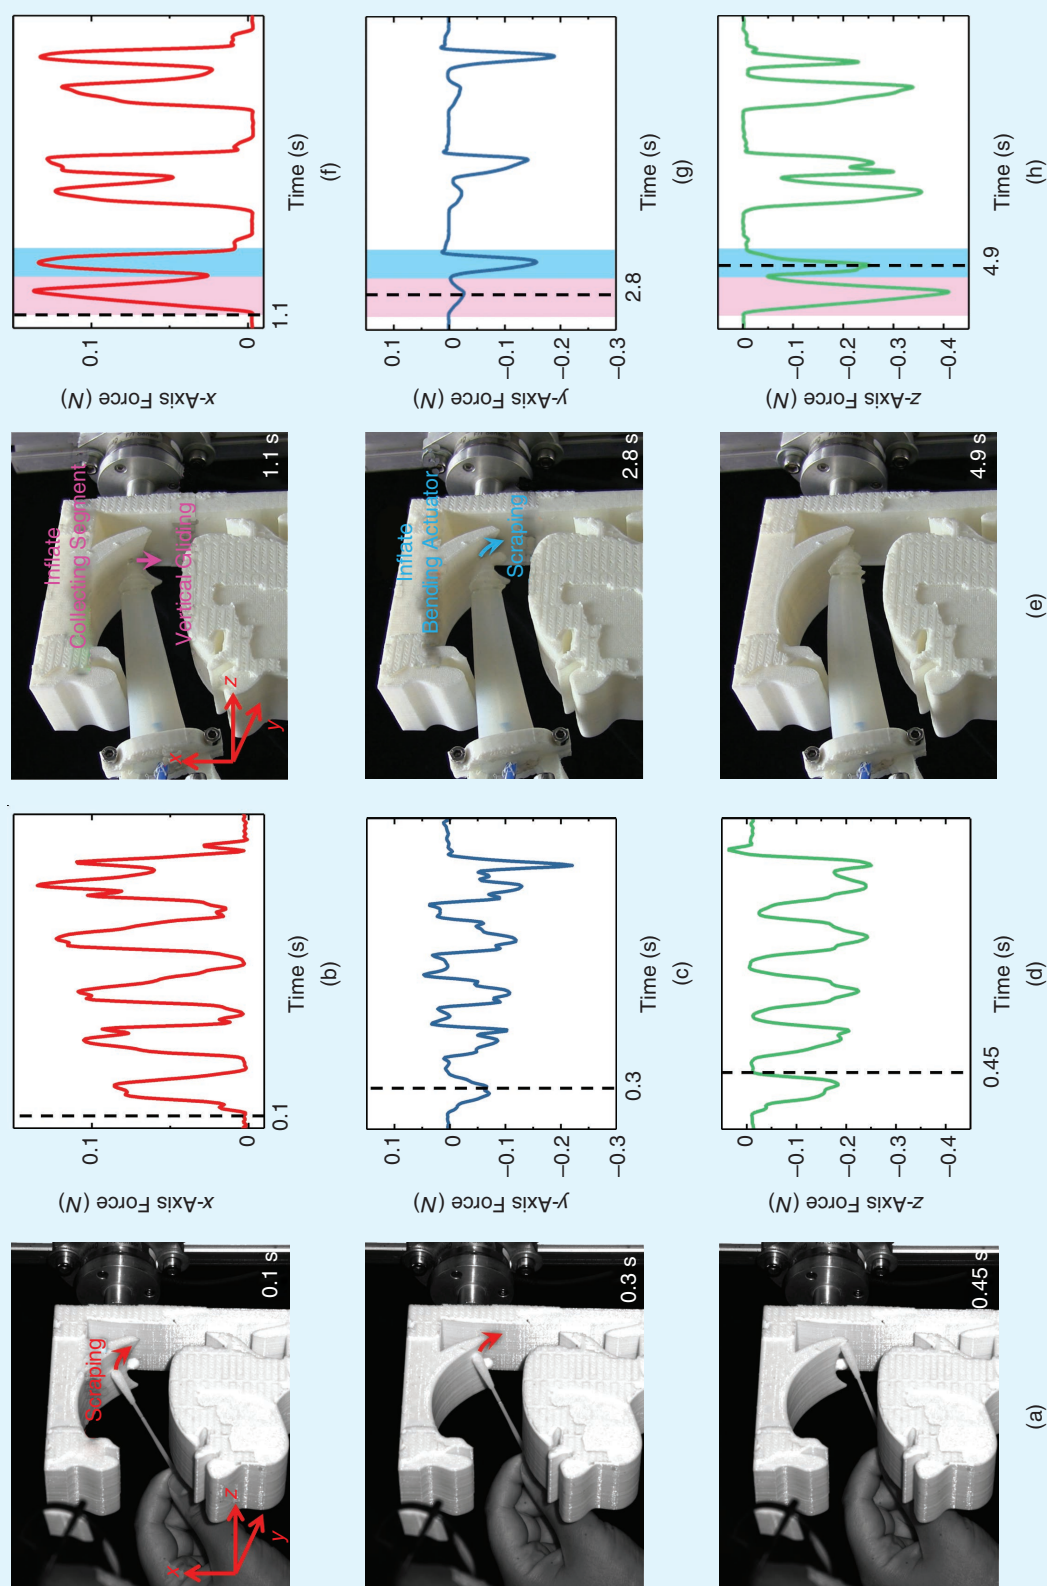 Scraping
x
z
y
0.1 s
0.3 s
0.45 s
(a)
x-Axis Force (N)
0.1
0
0.1
Time (s)
(b)
y-Axis Force (N)
0.1
0
−0.1
−0.2
−0.3
0.3
Time (s)
(c)
z-Axis Force (N)
0
−0.1
−0.2
−0.3
−0.4
0.45
Time (s)
(d)
Inflate
Collecting Segment
Vertical Gliding
x
z
y
1.1 s
Inflate
Bending Actuator
Scraping
2.8 s
4.9 s
(e)
x-Axis Force (N)
0.1
0
1.1
Time (s)
(f)
y-Axis Force (N)
0.1
0
−0.1
−0.2
−0.3
2.8
Time (s)
(g)
z-Axis Force (N)
0
−0.1
−0.2
−0.3
−0.4
4.9
Time (s)
(h)